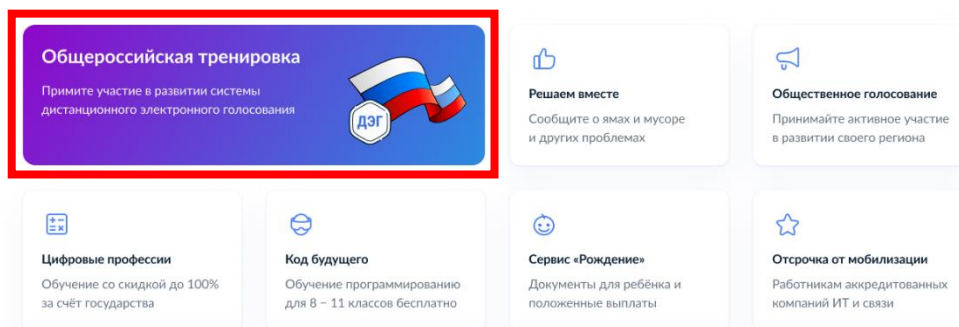 Общероссийская тренировка
Примите участие в развитии системы
дистанционного электронного голосования
ДЭГ
Решаем вместе
Сообщите о ямах и мусоре
и других проблемах
Общественное голосование
Принимайте активное участие
в развитии своего региона
Цифровые профессии
Обучение со скидкой до 100%
за счёт государства
Код будущего
Обучение программированию
для 8 – 11 классов бесплатно
Сервис «Рождение»
Документы для ребёнка и
положенные выплаты
Отсрочка от мобилизации
Работникам аккредитованных
компаний ИТ и связи